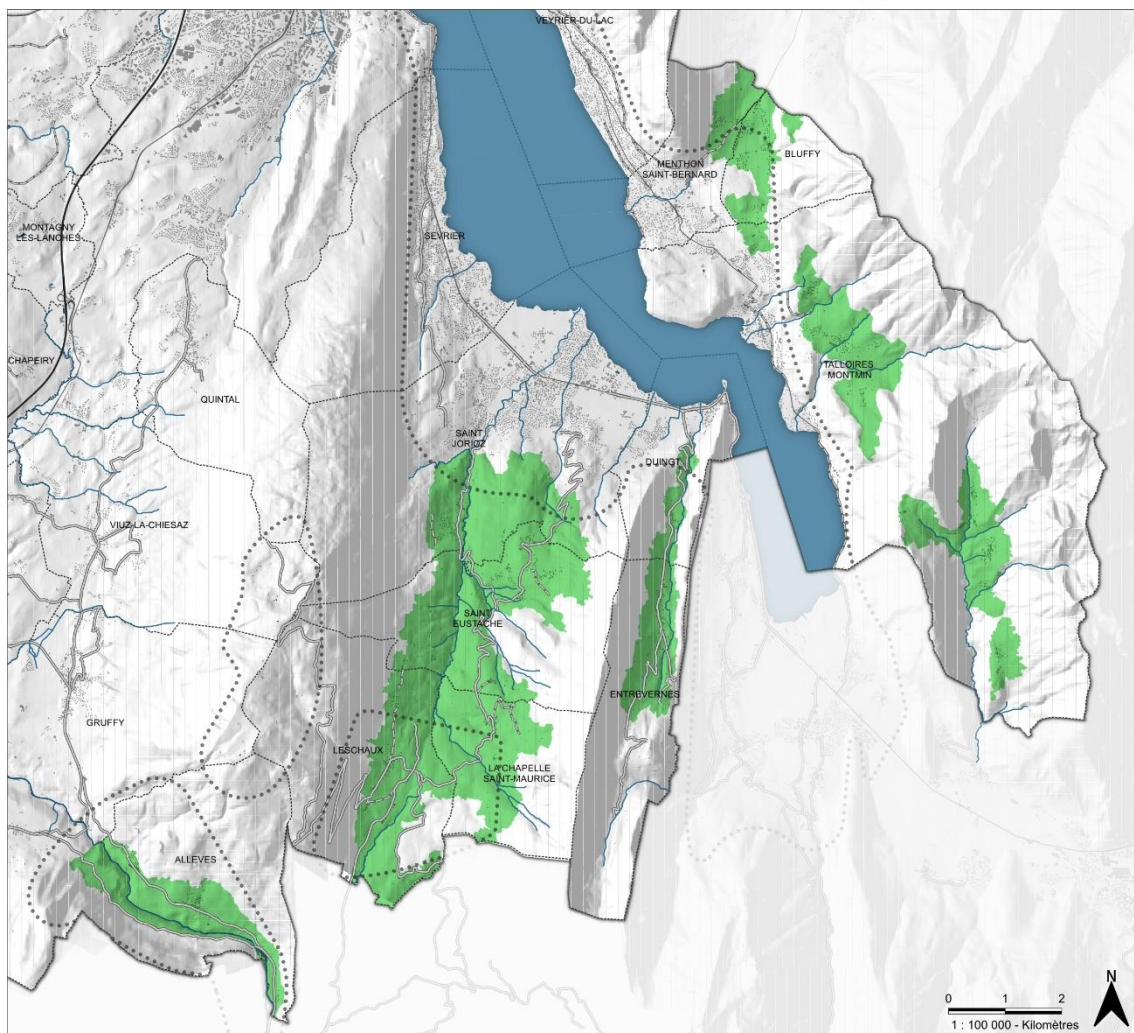 VEYRIER-DU-LAC
BLUFFY
MENTHON
SAINT-BERNARD
MONTAGNY
LES-LANCHES
SEVRIER
CHAPEIRY
TALLOIRES
MONTMIN
QUINTAL
SAINT
JORIOZ
DUINGT
VIUZ-LA-CHIESAZ
SAINT
EUSTACHE
ENTREVERNES
GRUFFY
LESCHAUX
LA CHAPELLE
SAINT-MAURICE
ALLEVES
N
0 1 2
1 : 100 000 - Kilomètres